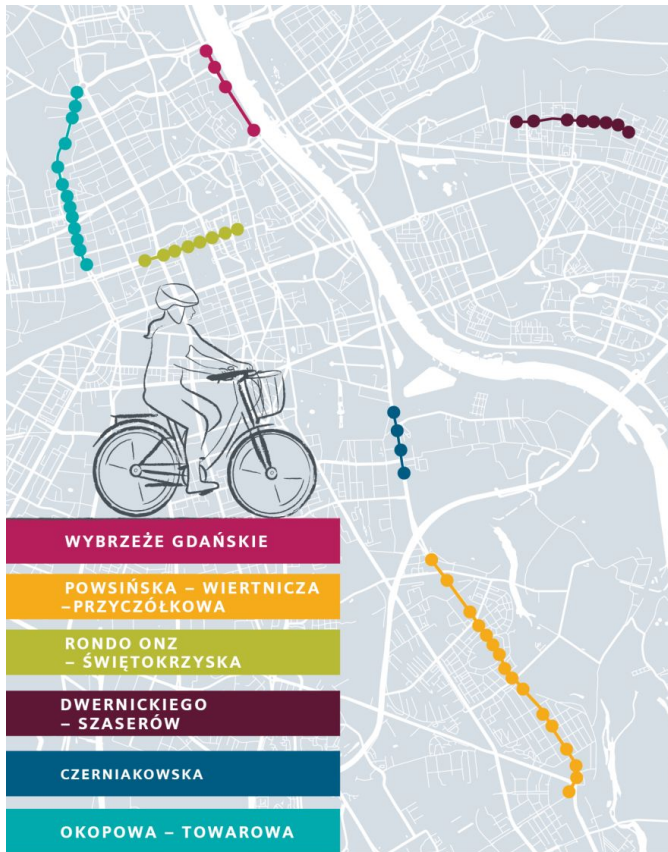 WYBRZEŻE GDAŃSKIE
POWSIŃSKA – WIERTNICZA
–PRZYCZÓŁKOWA
RONDO ONZ
– ŚWIĘTOKRZYSKA
DWERNICKIEGO
– SZASERÓW
CZERNIAKOWSKA
OKOPOWA – TOWAROWA